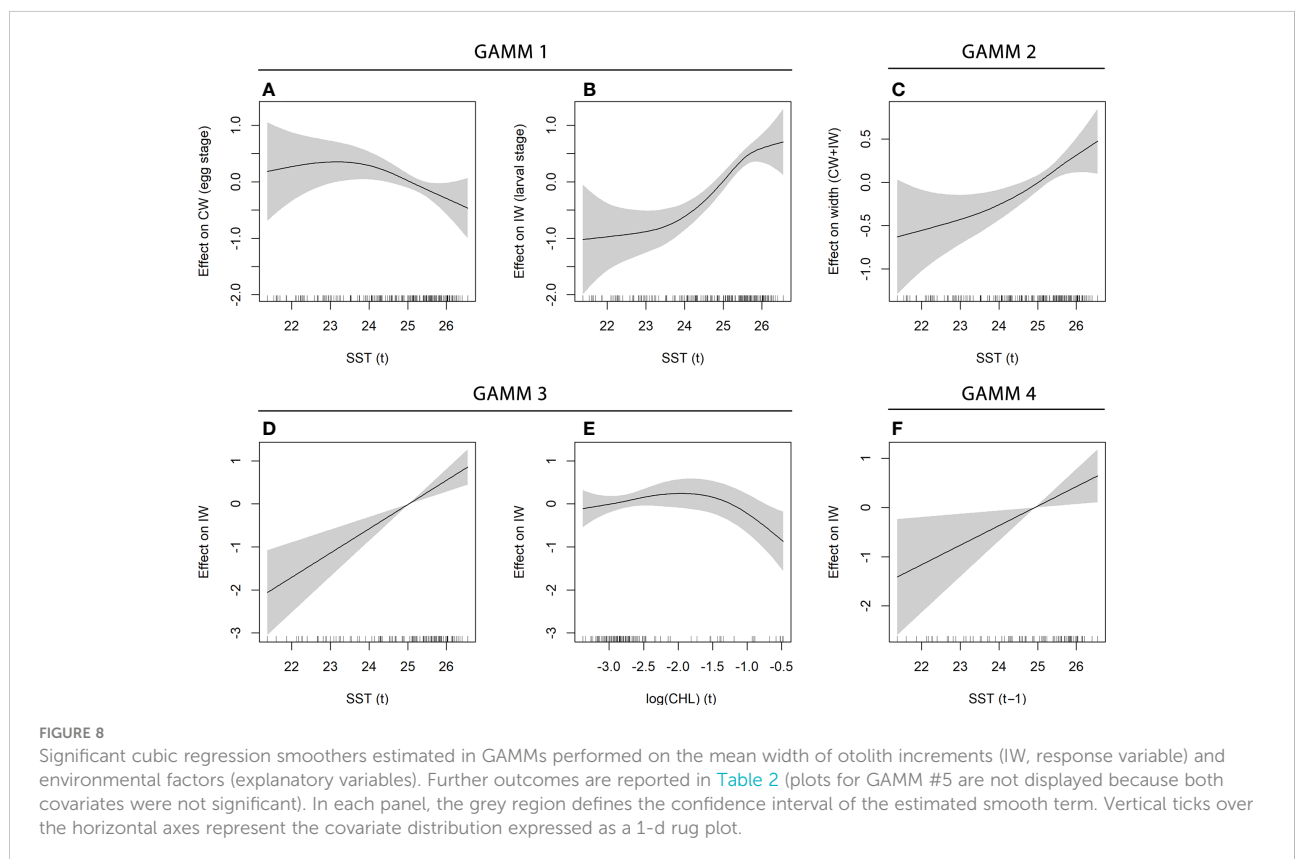 GAMM 1
GAMM 2
A
B
C
Effect on CW (egg stage)
1.0
0.0
-1.0
-2.0
22 23 24 25 26
SST (t)
Effect on IW (larval stage)
1.0
0.0
-1.0
-2.0
22 23 24 25 26
SST (t)
Effect on width (CW+IW)
0.5
0.0
-0.5
-1.0
22 23 24 25 26
SST (t)
GAMM 3
GAMM 4
D
E
F
Effect on IW
1
0
-1
-2
-3
22 23 24 25 26
SST (t)
Effect on IW
1
0
-1
-2
-3
-3.0 -2.5 -2.0 -1.5 -1.0 -0.5
log(CHL) (t)
Effect on IW
1
0
-1
-2
22 23 24 25 26
SST (t−1)
FIGURE 8
Significant cubic regression smoothers estimated in GAMMs performed on the mean width of otolith increments (IW, response variable) and
environmental factors (explanatory variables). Further outcomes are reported in Table 2 (plots for GAMM #5 are not displayed because both
covariates were not significant). In each panel, the grey region defines the confidence interval of the estimated smooth term. Vertical ticks over
the horizontal axes represent the covariate distribution expressed as a 1-d rug plot.